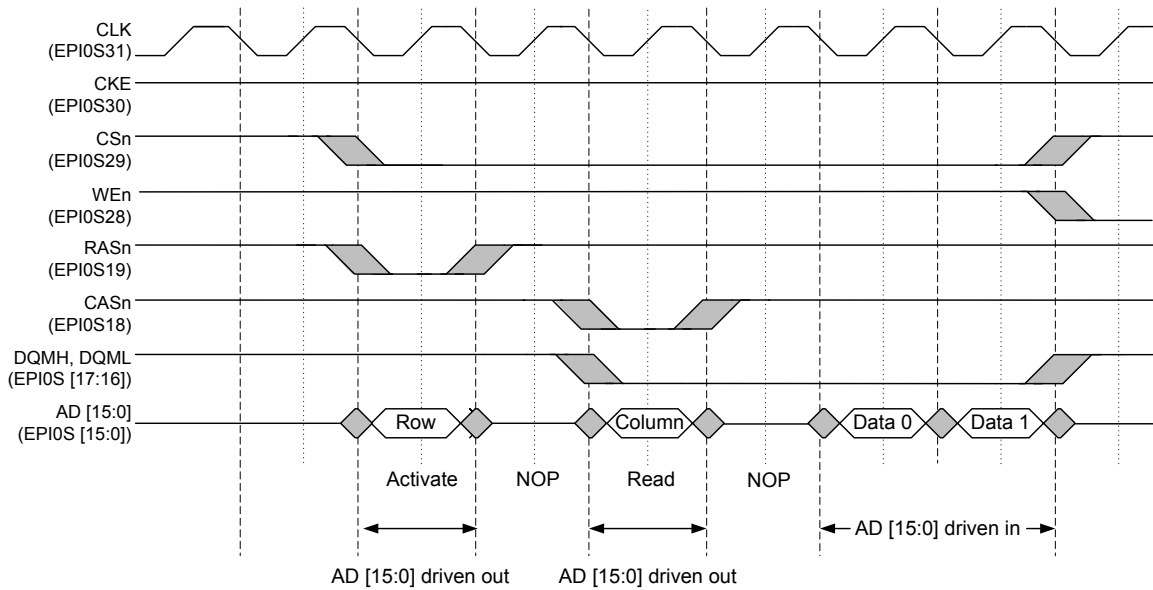 CLK
(EPI0S31)
CKE
(EPI0S30)
CSn
(EPI0S29)
WEn
(EPI0S28)
RASn
(EPI0S19)
CASn
(EPI0S18)
DQMH, DQML
(EPI0S [17:16])
AD [15:0]
(EPI0S [15:0])
Row
Column
Data 0
Data 1
Activate
NOP
Read
NOP
AD [15:0] driven in
AD [15:0] driven out
AD [15:0] driven out